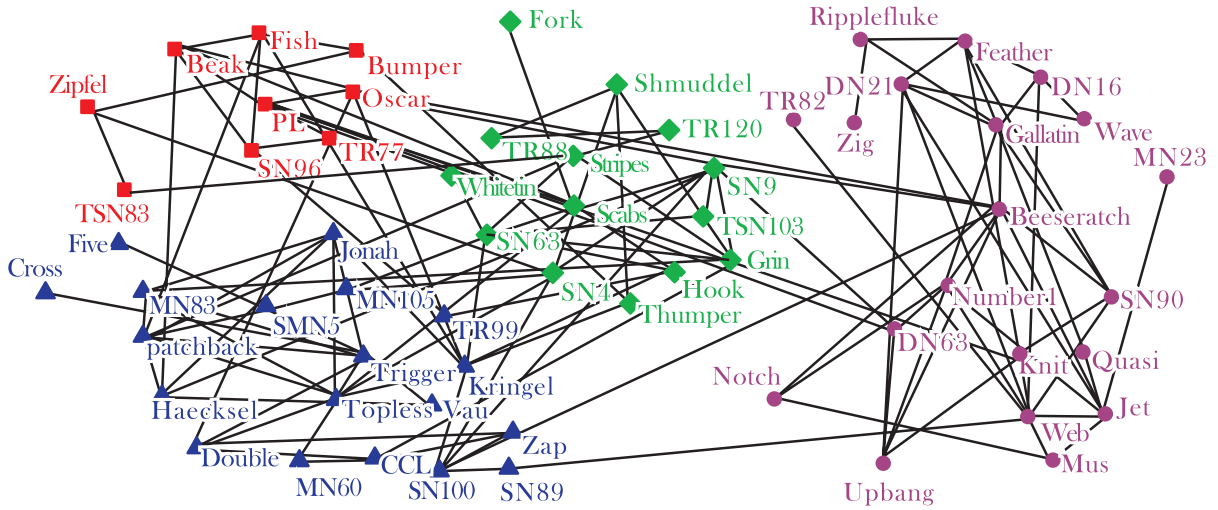 Fork
Ripplefluke
Fish
Feather
Beak
Bumper
Zipfel
Shmuddel
DN21
DN16
Oscar
TR82
PL
TR120
Gallatin
Wave
Zig
TR88
TR77
SN96
Stripes
MN23
Whitetin
SN9
TSN83
Scabs
Beeseratch
TSN103
Five
SN63
Jonah
Grin
Cross
MN83
MN105
SN4
Hook
Number1
SN90
SMN5
Thumper
TR99
patchback
DN63
Quasi
Knit
Trigger
Notch
Kringel
Haecksel
Topless
Vau
Jet
Web
Zap
Double
CCL
Mus
MN60
SN100
SN89
Upbang